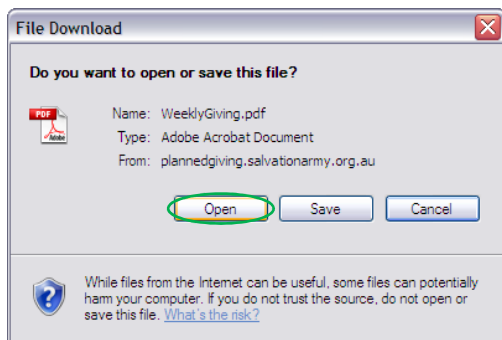 File Download
Do you want to open or save this file?
PDF
Adobe
Name: WeeklyGiving.pdf
Type: Adobe Acrobat Document
From: plannedgiving.salvationarmy.org.au
Open Save Cancel
While files from the Internet can be useful, some files can potentially
harm your computer. If you do not trust the source, do not open or
save this file. What's the risk?